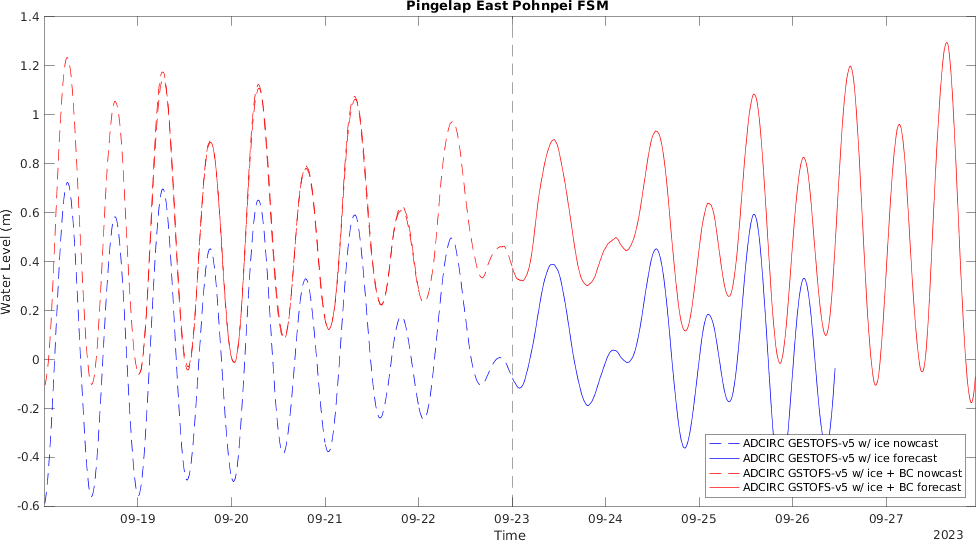 Pingelap East Pohnpei FSM
1.4
1.2
1
0.8
0.6
0.4
0.2
0
-0.2
-0.4
-0.6
Water Level (m)
ADCIRC GESTOFS-v5 w/ ice nowcast
ADCIRC GESTOFS-v5 w/ ice forecast
ADCIRC GSTOFS-v5 w/ ice + BC nowcast
ADCIRC GSTOFS-v5 w/ ice + BC forecast
09-19 09-20 09-21 09-22 09-23 09-24 09-25 09-26 09-27
Time
2023